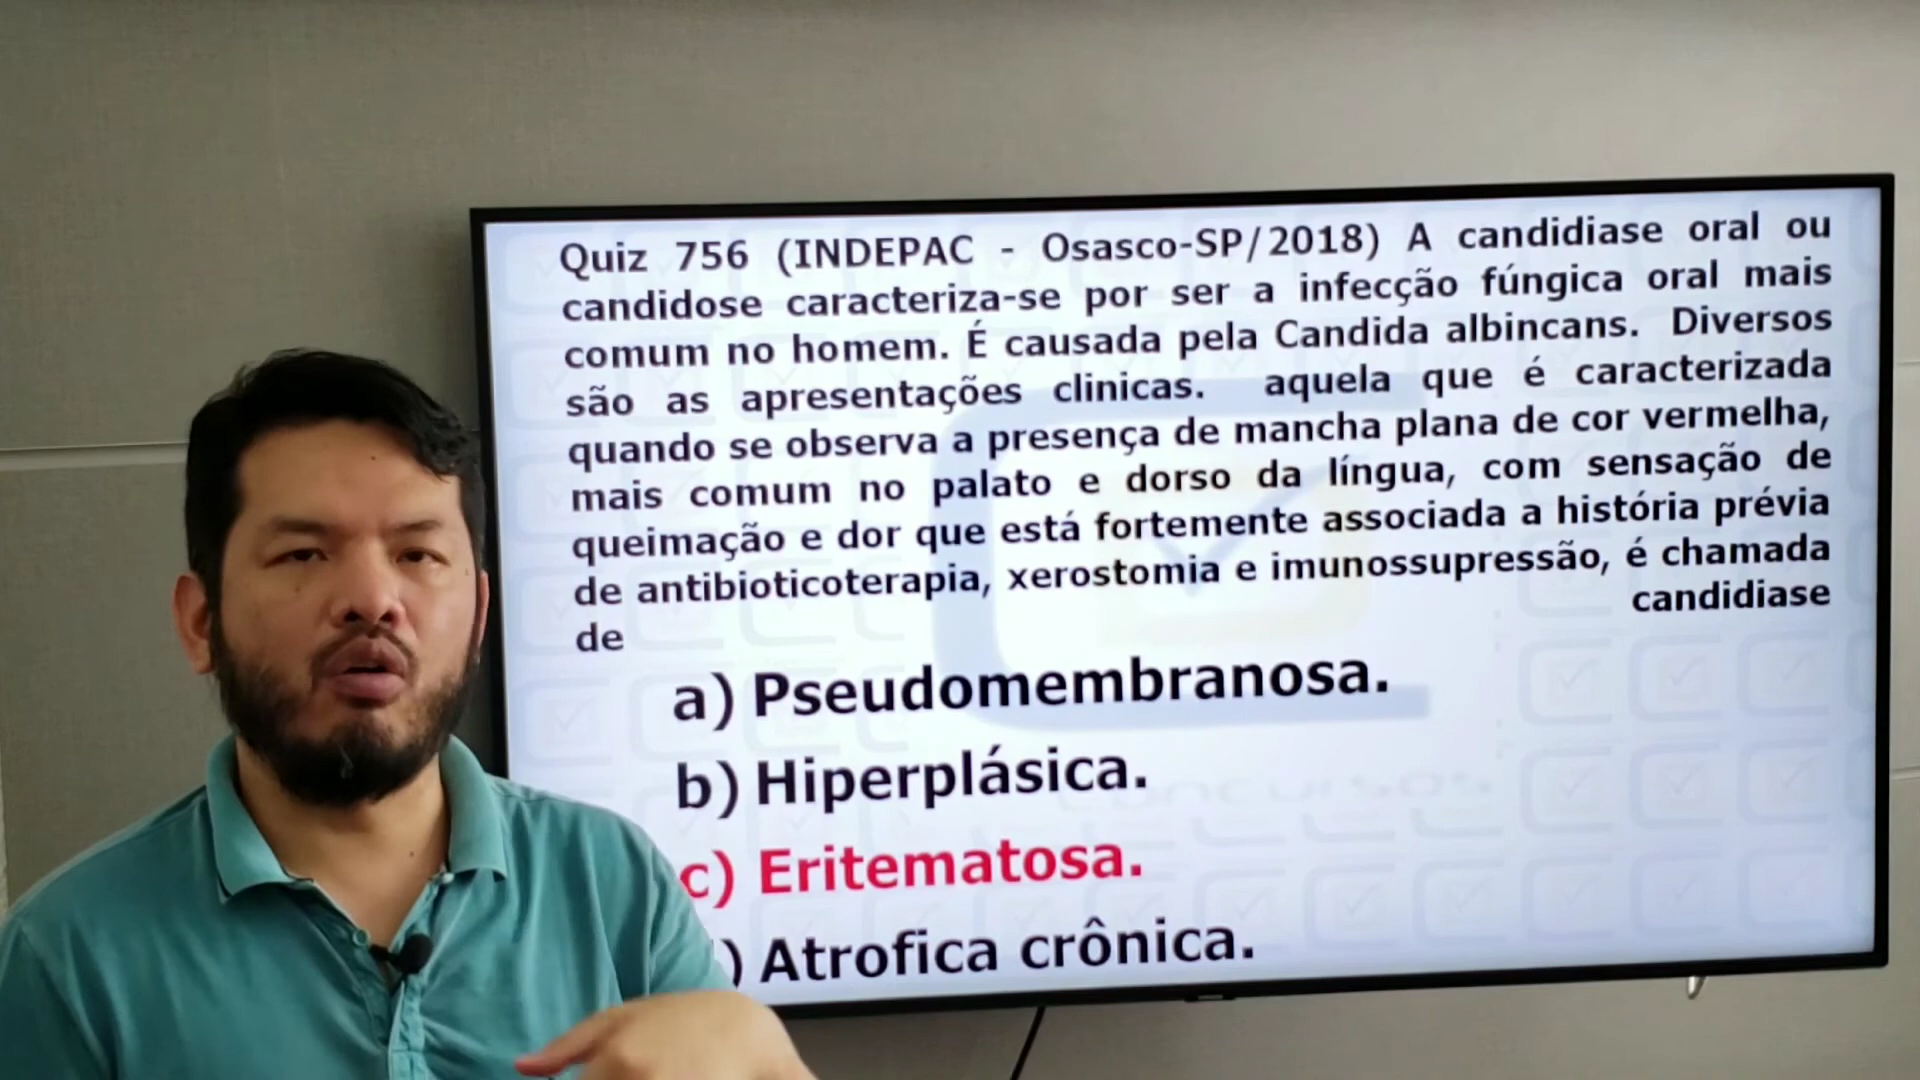 Quiz 756 (INDEPAC - Osasco-SP/2018) A candidiase oral ou
candidose caracteriza-se por ser a infecção fúngica oral mais
comum no homem. É causada pela Candida albincans. Diversos
são as apresentações clinicas. aquela que é caracterizada
quando se observa a presença de mancha plana de cor vermelha,
mais comum no palato e dorso da língua, com sensação de
queimação e dor que está fortemente associada a história prévia
de antibioticoterapia, xerostomia e imunossupressão, é chamada
de candidiase
a) Pseudomembranosa.
b) Hiperplásica.
c) Eritematosa.
) Atrofica crônica.
concursos